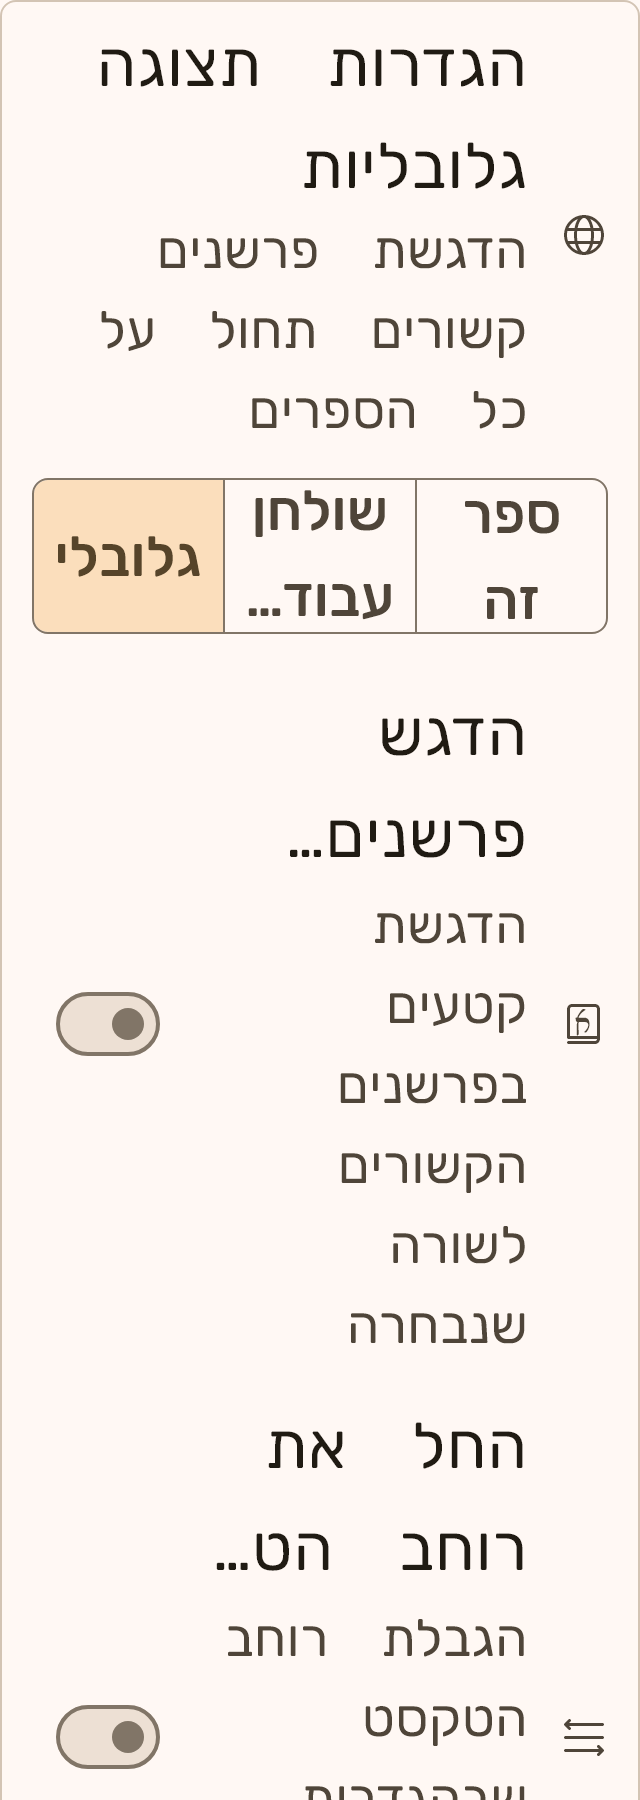 הגדרות תצוגה
גלובליות
הדגשת פרשנים
קשורים תחול על
כל הספרים
ספר
זה
שולחן
עבוד...
גלובלי
הדגש
פרשנים...
הדגשת
קטעים
בפרשנים
הקשורים
לשורה
שנבחרה
החל את
רוחב הט...
הגבלת רוחב
הטקסט